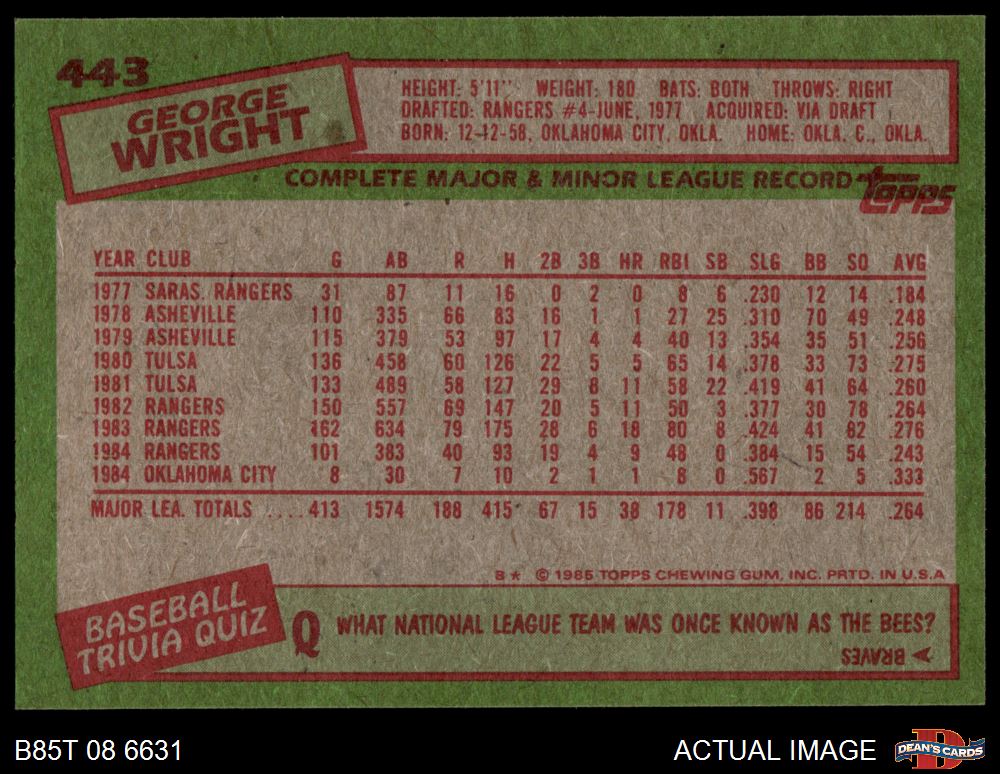 443
GEORGE
WRIGHT
HEIGHT: 5'11" WEIGHT: 180 BATS: BOTH THROWS: RIGHT
DRAFTED: RANGERS #4-JUNE, 1977 ACQUIRED: VIA DRAFT
BORN: 12-12-58, OKLAHOMA CITY, OKLA. HOME: OKLA. C., OKLA.
COMPLETE MAJOR & MINOR LEAGUE RECORD TOPPS
YEAR CLUB G AB R H 2B 3B HR RBI SB SLG BB SO AVG
1977 SARAS. RANGERS 31 87 11 16 0 2 0 8 6 .230 12 14 .184
1978 ASHEVILLE 110 335 66 83 16 1 1 27 25 .310 70 49 .248
1979 ASHEVILLE 115 379 53 97 17 4 4 40 13 .354 35 51 .256
1980 TULSA 136 458 60 126 22 5 5 65 14 .378 33 73 .275
1981 TULSA 133 489 58 127 29 8 11 58 22 .419 41 64 .260
1982 RANGERS 150 557 69 147 20 5 11 50 3 .377 30 78 .264
1983 RANGERS 162 634 79 175 28 6 18 80 8 .424 41 82 .276
1984 RANGERS 101 383 40 93 19 4 9 48 0 .384 15 54 .243
1984 OKLAHOMA CITY 8 30 7 10 2 1 1 8 0 .567 2 5 .333
MAJOR LEA. TOTALS ....413 1574 188 415 67 15 38 178 11 .398 86 214 .264
B* © 1985 TOPPS CHEWING GUM, INC. PRTD. IN U.S.A
BASEBALL
TRIVIA QUIZ
Q WHAT NATIONAL LEAGUE TEAM WAS ONCE KNOWN AS THE BEES?
A BRAVES
B85T 08 6631
ACTUAL IMAGE
D
DEAN'S CARDS